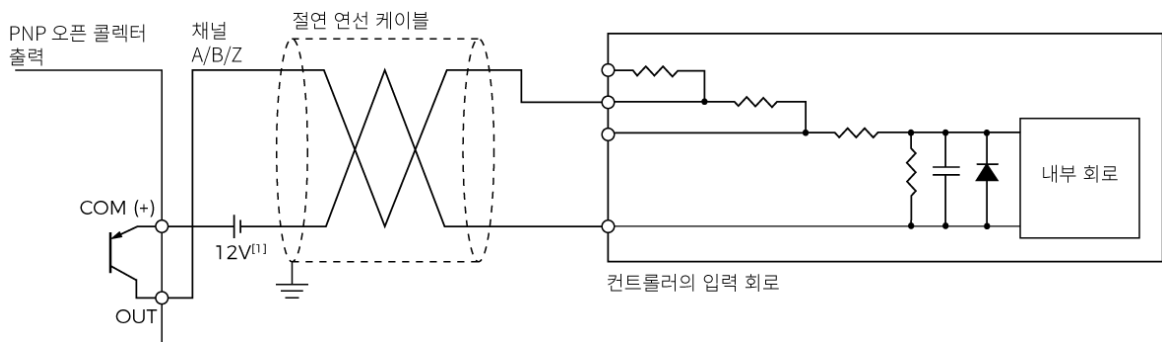 PNP 오픈 콜렉터
출력
채널
A/B/Z
절연 연선 케이블
COM (+)
12V[1]
OUT
내부 회로
컨트롤러의 입력 회로